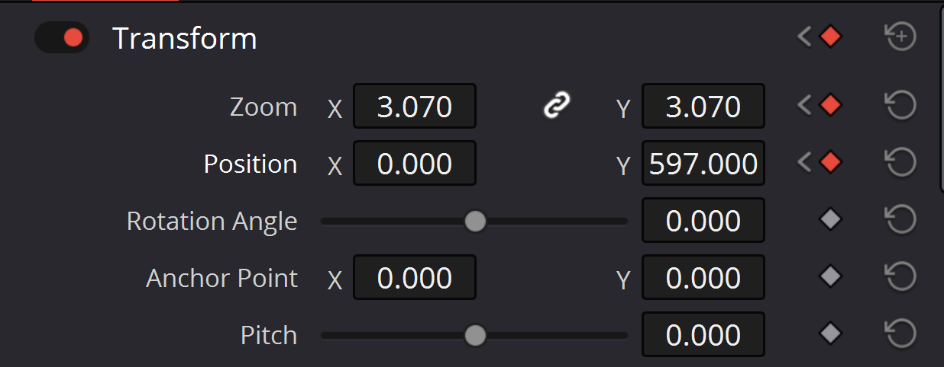 Transform
Zoom X 3.070 Y 3.070
Position X 0.000 Y 597.000
Rotation Angle 0.000
Anchor Point X 0.000 Y 0.000
Pitch 0.000